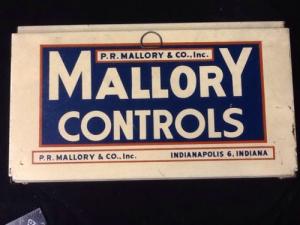 P.R. MALLORY & CO., Inc.
MALLORY
CONTROLS
P.R. MALLORY & CO., Inc. INDIANAPOLIS 6, INDIANA